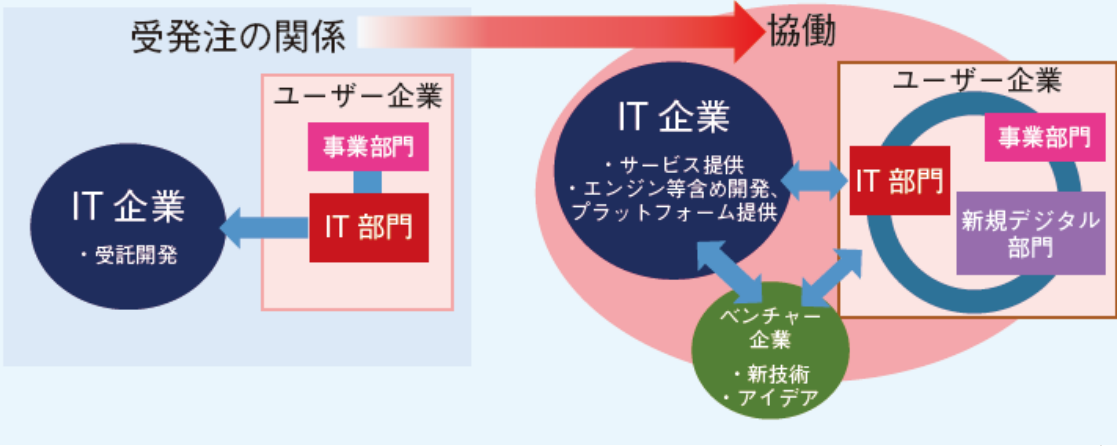 受発注の関係
協働
ユーザー企業
事業部門
IT 部門
IT 企業
・受託開発
IT 企業
・サービス提供
・エンジン等含め開発、
プラットフォーム提供
ユーザー企業
事業部門
IT 部門
新規デジタル
部門
ベンチャー
企業
・新技術
・アイデア